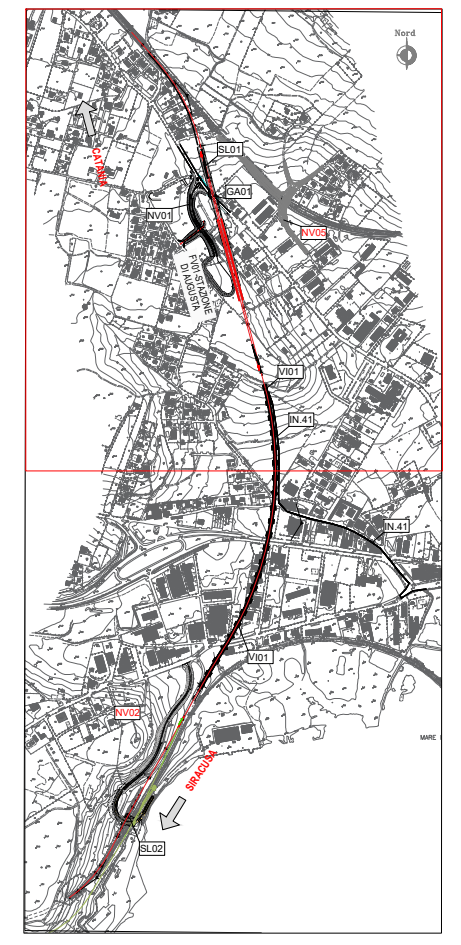 Nord
SL01
CATANIA
GA01
NV01
NV05
FV01-STAZIONE
DI AUGUSTA
VI01
IN.41
IN.41
VI01
NV02
MARE
SIRACUSA
SL02